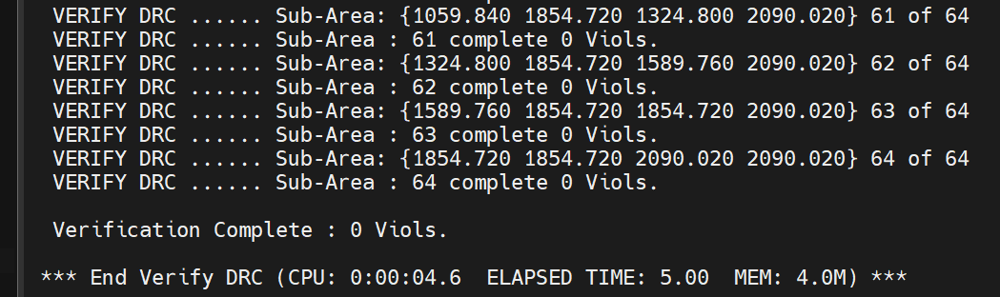 VERIFY DRC ...... Sub-Area: {1059.840 1854.720 1324.800 2090.020} 61 of 64
VERIFY DRC ...... Sub-Area : 61 complete 0 Viols.
VERIFY DRC ...... Sub-Area: {1324.800 1854.720 1589.760 2090.020} 62 of 64
VERIFY DRC ...... Sub-Area : 62 complete 0 Viols.
VERIFY DRC ...... Sub-Area: {1589.760 1854.720 1854.720 2090.020} 63 of 64
VERIFY DRC ...... Sub-Area : 63 complete 0 Viols.
VERIFY DRC ...... Sub-Area: {1854.720 1854.720 2090.020 2090.020} 64 of 64
VERIFY DRC ...... Sub-Area : 64 complete 0 Viols.
Verification Complete : 0 Viols.
*** End Verify DRC (CPU: 0:00:04.6  ELAPSED TIME: 5.00  MEM: 4.0M) ***